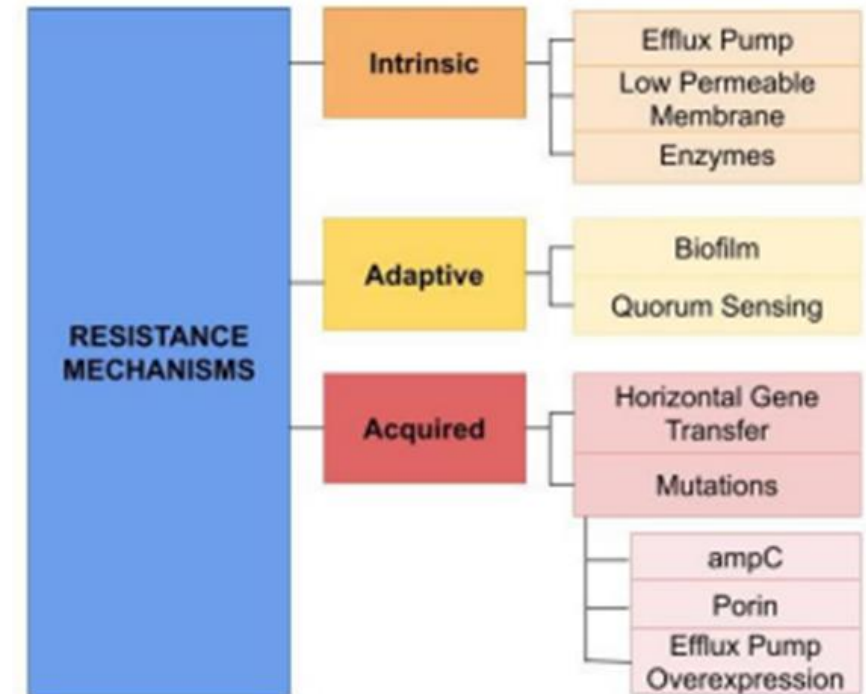 RESISTANCE
MECHANISMS
Intrinsic
Efflux Pump
Low Permeable
Membrane
Enzymes
Adaptive
Biofilm
Quorum Sensing
Acquired
Horizontal Gene
Transfer
Mutations
ampC
Porin
Efflux Pump
Overexpression